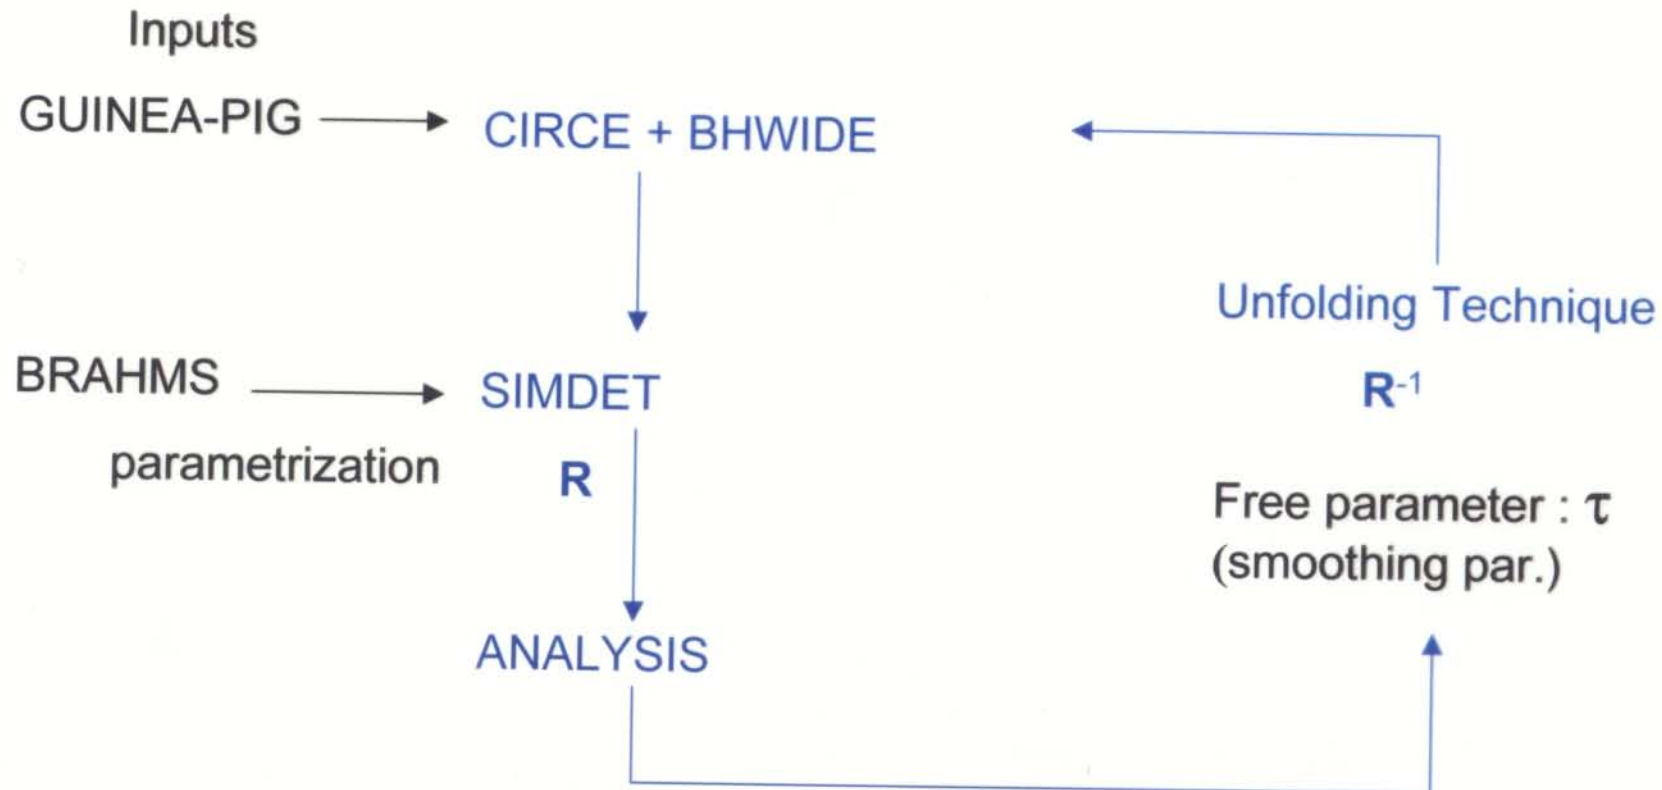 Inputs
GUINEA-PIG
CIRCE + BHWIDE
Unfolding Technique
R-1
BRAHMS
SIMDET
parametrization
R
Free parameter : τ
(smoothing par.)
ANALYSIS